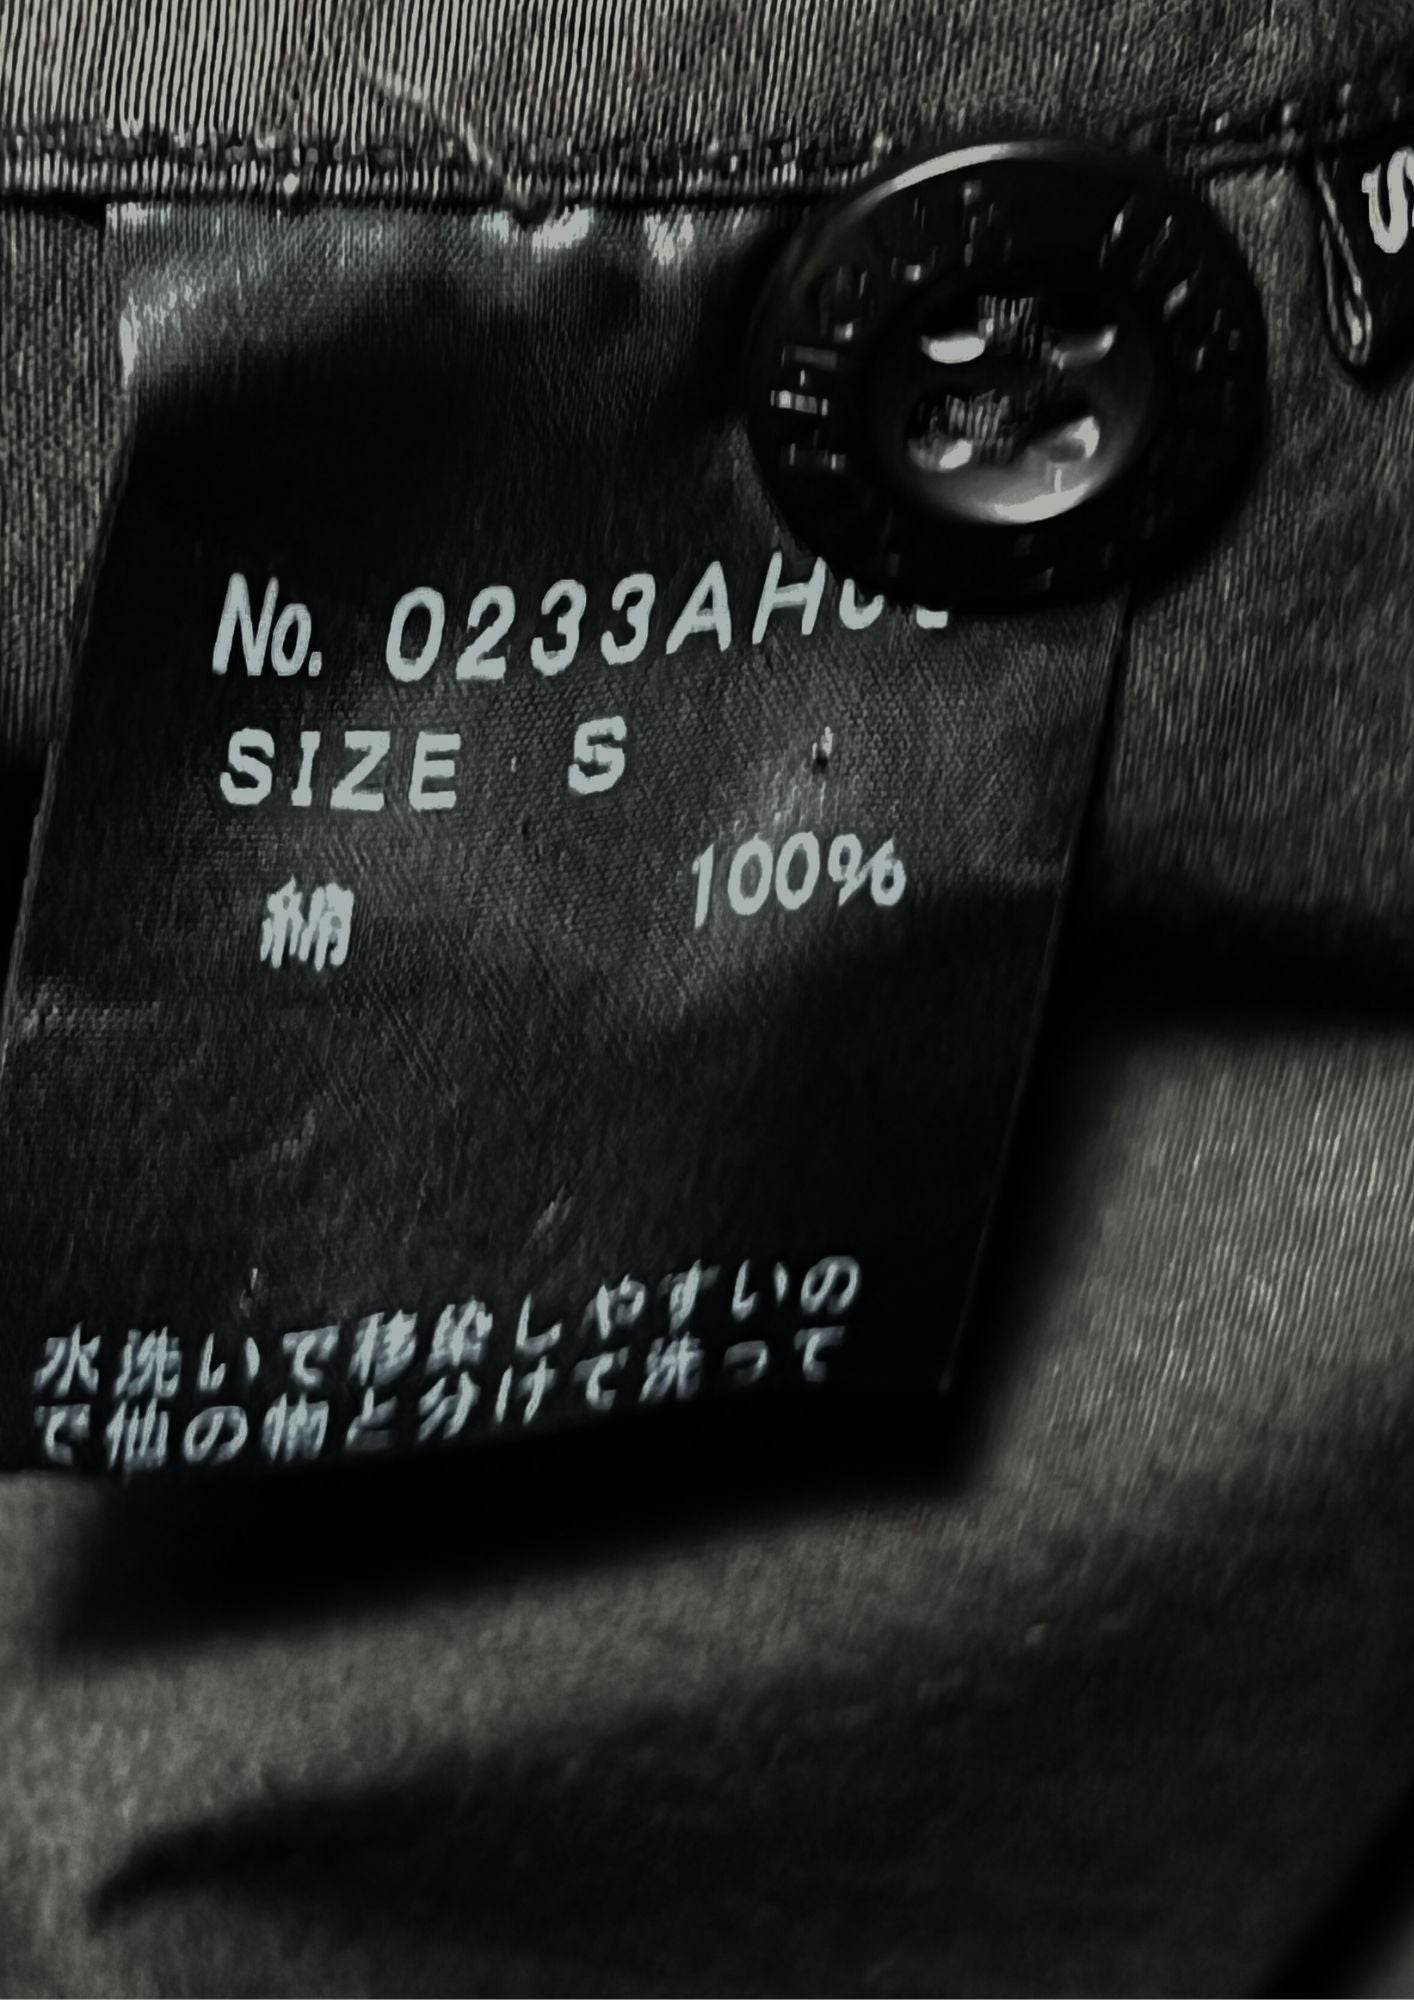 No. 0233AH
SIZE S
綿 100%
水洗いで移染しやすいの
で他の物と分けて洗って
S